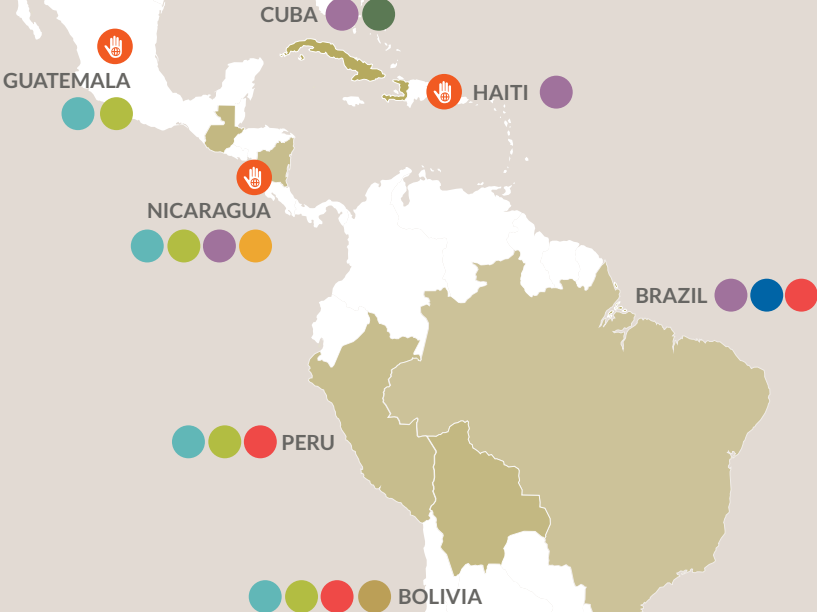 CUBA
GUATEMALA
HAITI
NICARAGUA
BRAZIL
PERU
BOLIVIA